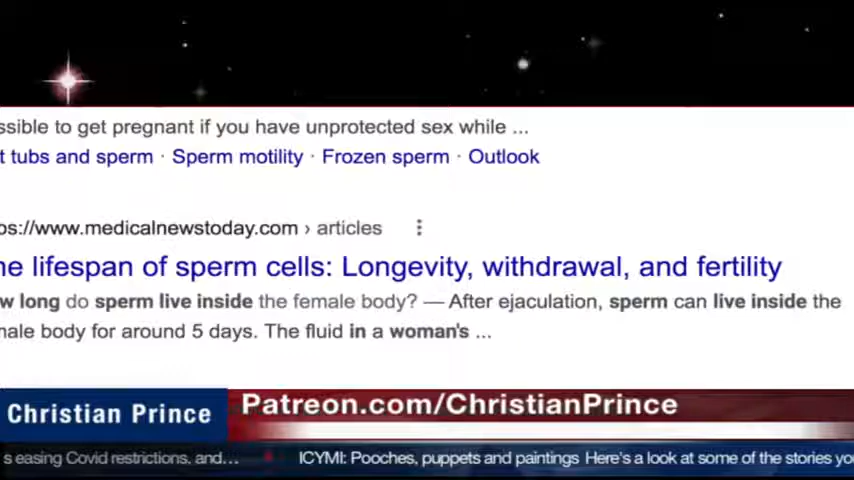 ssible to get pregnant if you have unprotected sex while ...
t tubs and sperm · Sperm motility · Frozen sperm · Outlook
os://www.medicalnewstoday.com › articles
ne lifespan of sperm cells: Longevity, withdrawal, and fertility
w long do sperm live inside the female body? — After ejaculation, sperm can live inside the
male body for around 5 days. The fluid in a woman's ...
Christian Prince
Patreon.com/ChristianPrince
s easing Covid restrictions. and... ICYMI: Pooches, puppets and paintings Here's a look at some of the stories yo